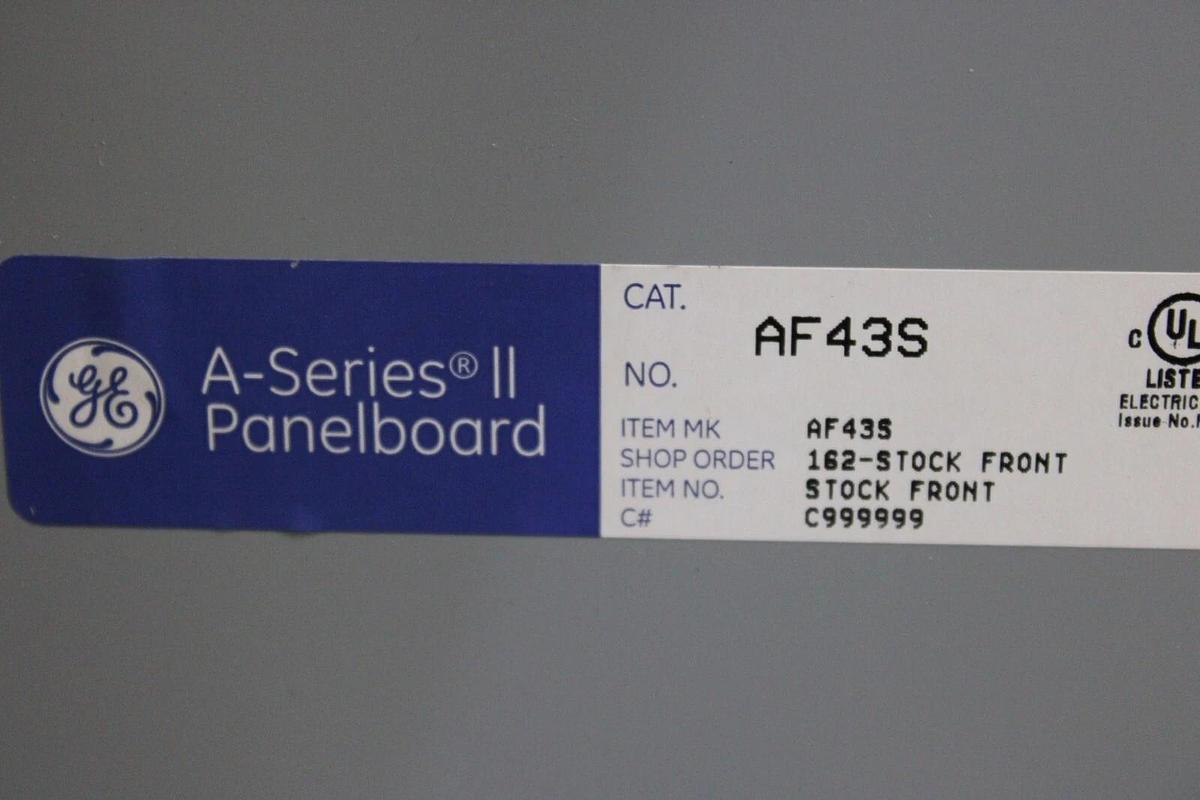 GE
A-Series® II
Panelboard
CAT.
NO.
AF43S
ITEM MK AF43S
SHOP ORDER 162-STOCK FRONT
ITEM NO. STOCK FRONT
C# C999999
C UL
LISTE
ELECTRIC
Issue No.